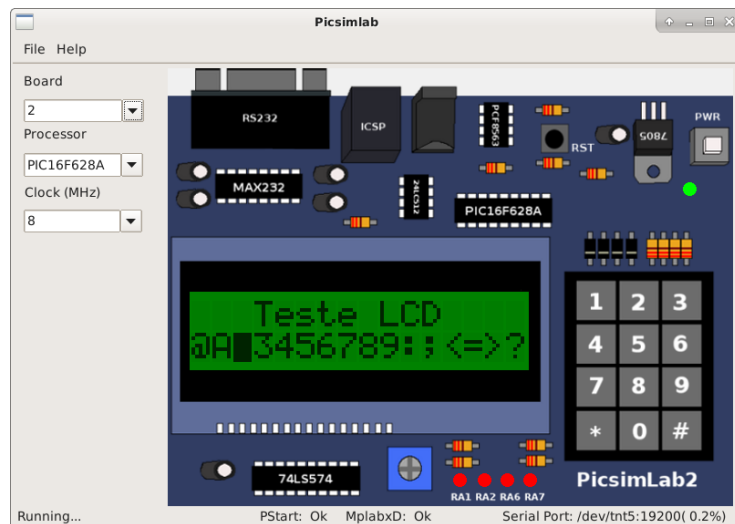 Picsimlab
File Help
Board
2
Processor
PIC16F628A
Clock (MHz)
8
RS232
ICSP
PCF8563
RST
7805
PWR
MAX232
24LC512
PIC16F628A
Teste LCD
@A█3456789:;<=>?
1 2 3
4 5 6
7 8 9
* 0 #
74LS574
RA1 RA2 RA6 RA7
PicsimLab2
Running...
PStart: Ok MplabxD: Ok
Serial Port: /dev/tnt5:19200( 0.2%)